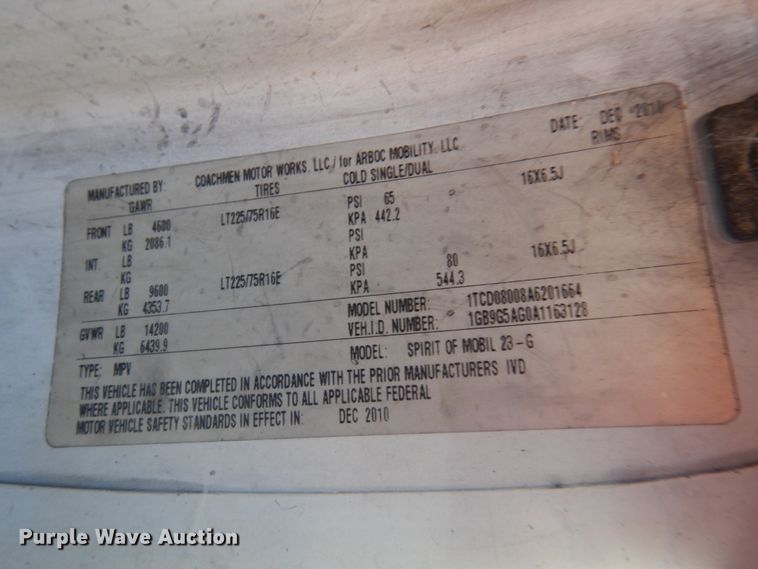 MANUFACTURED BY: COACHMEN MOTOR WORKS, LLC / for ARBOC MOBILITY, LLC DATE: DEC 2010
GAWR TIRES COLD SINGLE/DUAL RIMS
FRONT LB 4600 LT225/75R16E PSI 65 16X6.5J
KG 2086.1 KPA 442.2
INT. LB PSI
KG KPA
REAR LB 9600 LT225/75R16E PSI 80 16X6.5J
KG 4353.7 KPA 544.3
GVWR LB 14200 MODEL NUMBER: 1TCD08008A6201664
KG 6439.9 VEH.I.D. NUMBER: 1GB9G5AG0A1163128
TYPE: MPV MODEL: SPIRIT OF MOBIL 23-G
THIS VEHICLE HAS BEEN COMPLETED IN ACCORDANCE WITH THE PRIOR MANUFACTURERS IVD
WHERE APPLICABLE. THIS VEHICLE CONFORMS TO ALL APPLICABLE FEDERAL
MOTOR VEHICLE SAFETY STANDARDS IN EFFECT IN: DEC 2010
Purple Wave Auction